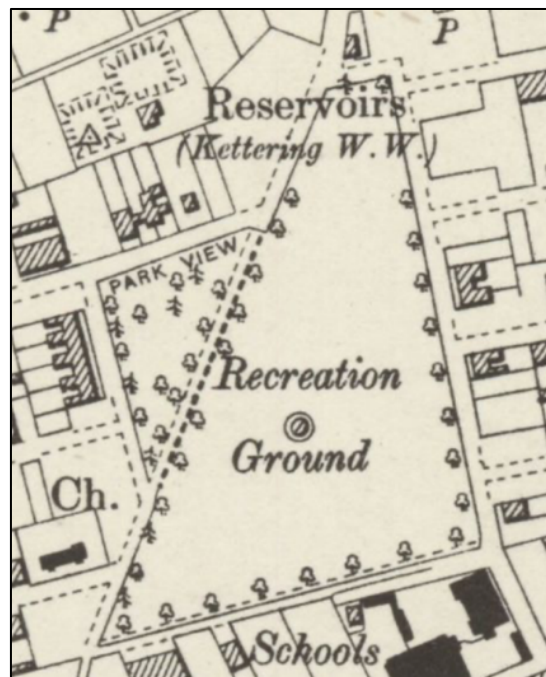 P
P
Reservoirs
(Kettering W. W.)
PARK VIEW
Recreation
Ground
Ch.
Schools